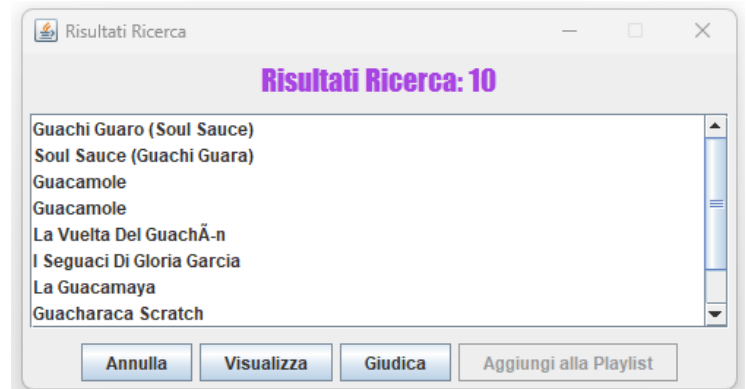 Risultati Ricerca
Risultati Ricerca: 10
Guachi Guaro (Soul Sauce)
Soul Sauce (Guachi Guara)
Guacamole
Guacamole
La Vuelta Del GuachÃ-n
I Seguaci Di Gloria Garcia
La Guacamaya
Guacharaca Scratch
Annulla Visualizza Giudica Aggiungi alla Playlist